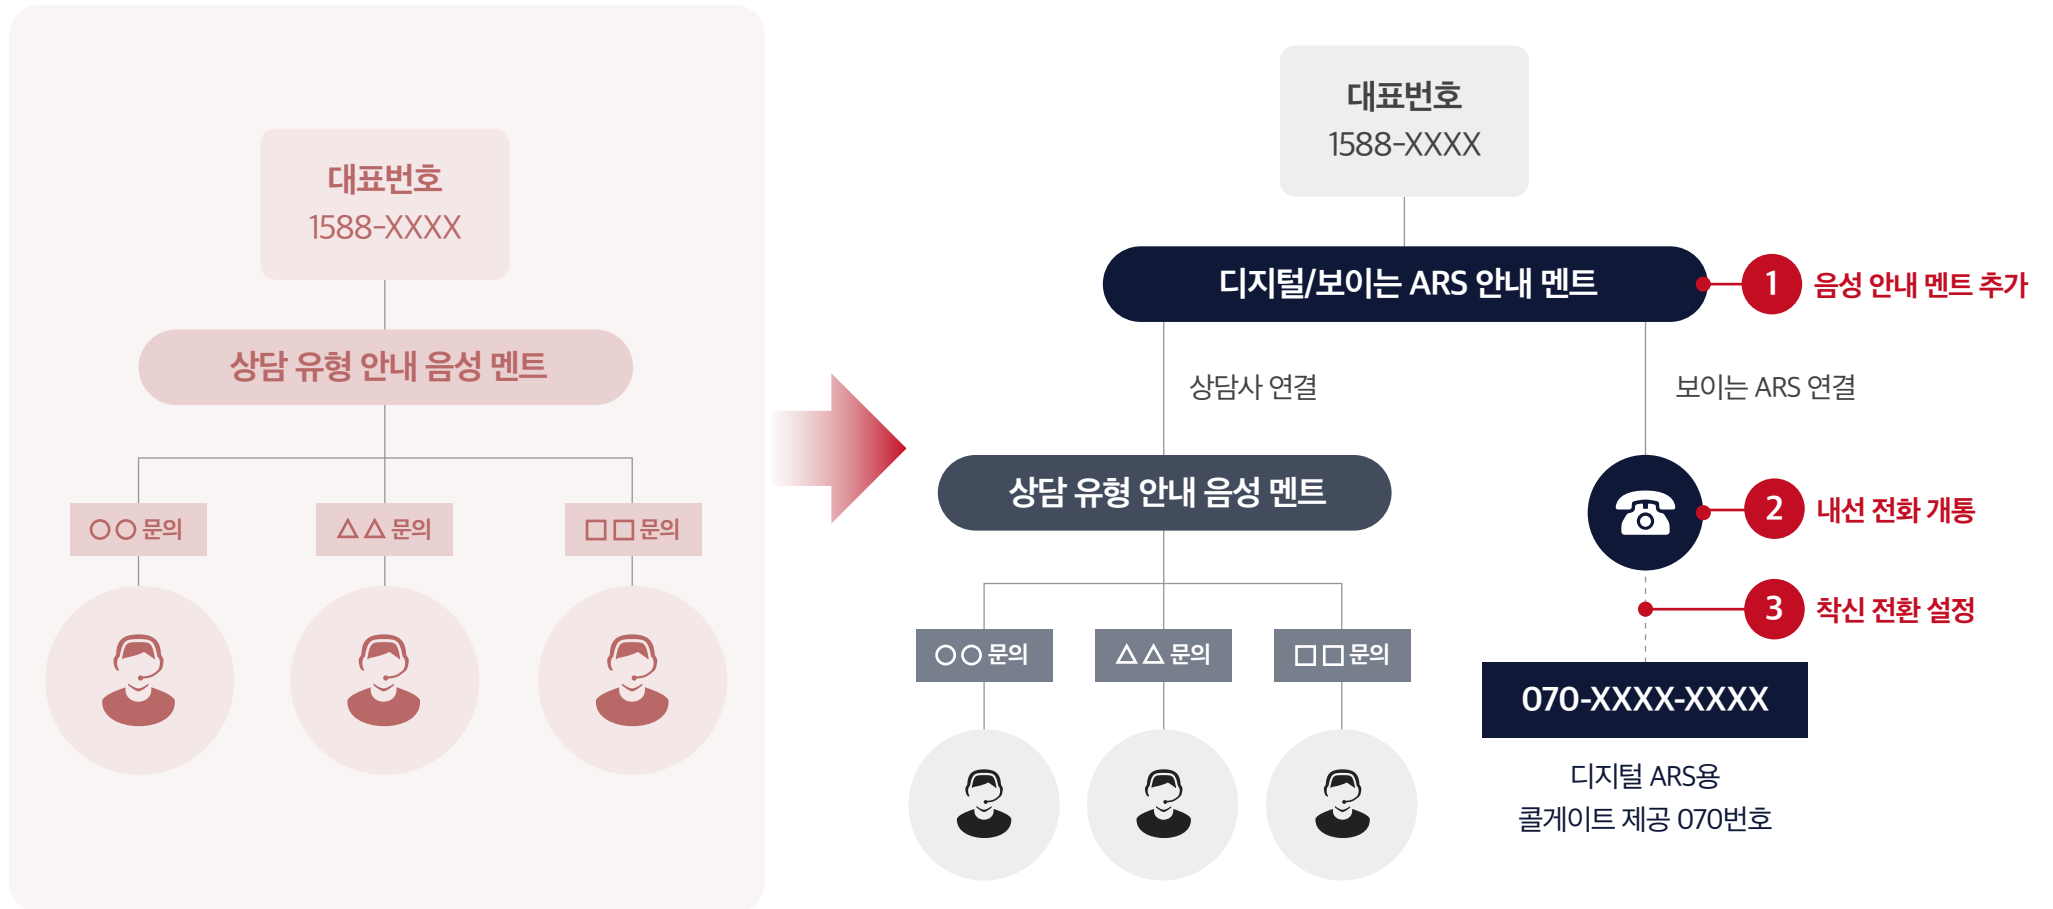 대표번호
1588-XXXX
상담 유형 안내 음성 멘트
○○ 문의
△△ 문의
□□ 문의
대표번호
1588-XXXX
디지털/보이는 ARS 안내 멘트
1 음성 안내 멘트 추가
상담사 연결
보이는 ARS 연결
상담 유형 안내 음성 멘트
2 내선 전화 개통
3 착신 전환 설정
○○ 문의
△△ 문의
□□ 문의
070-XXXX-XXXX
디지털 ARS용
콜게이트 제공 070번호